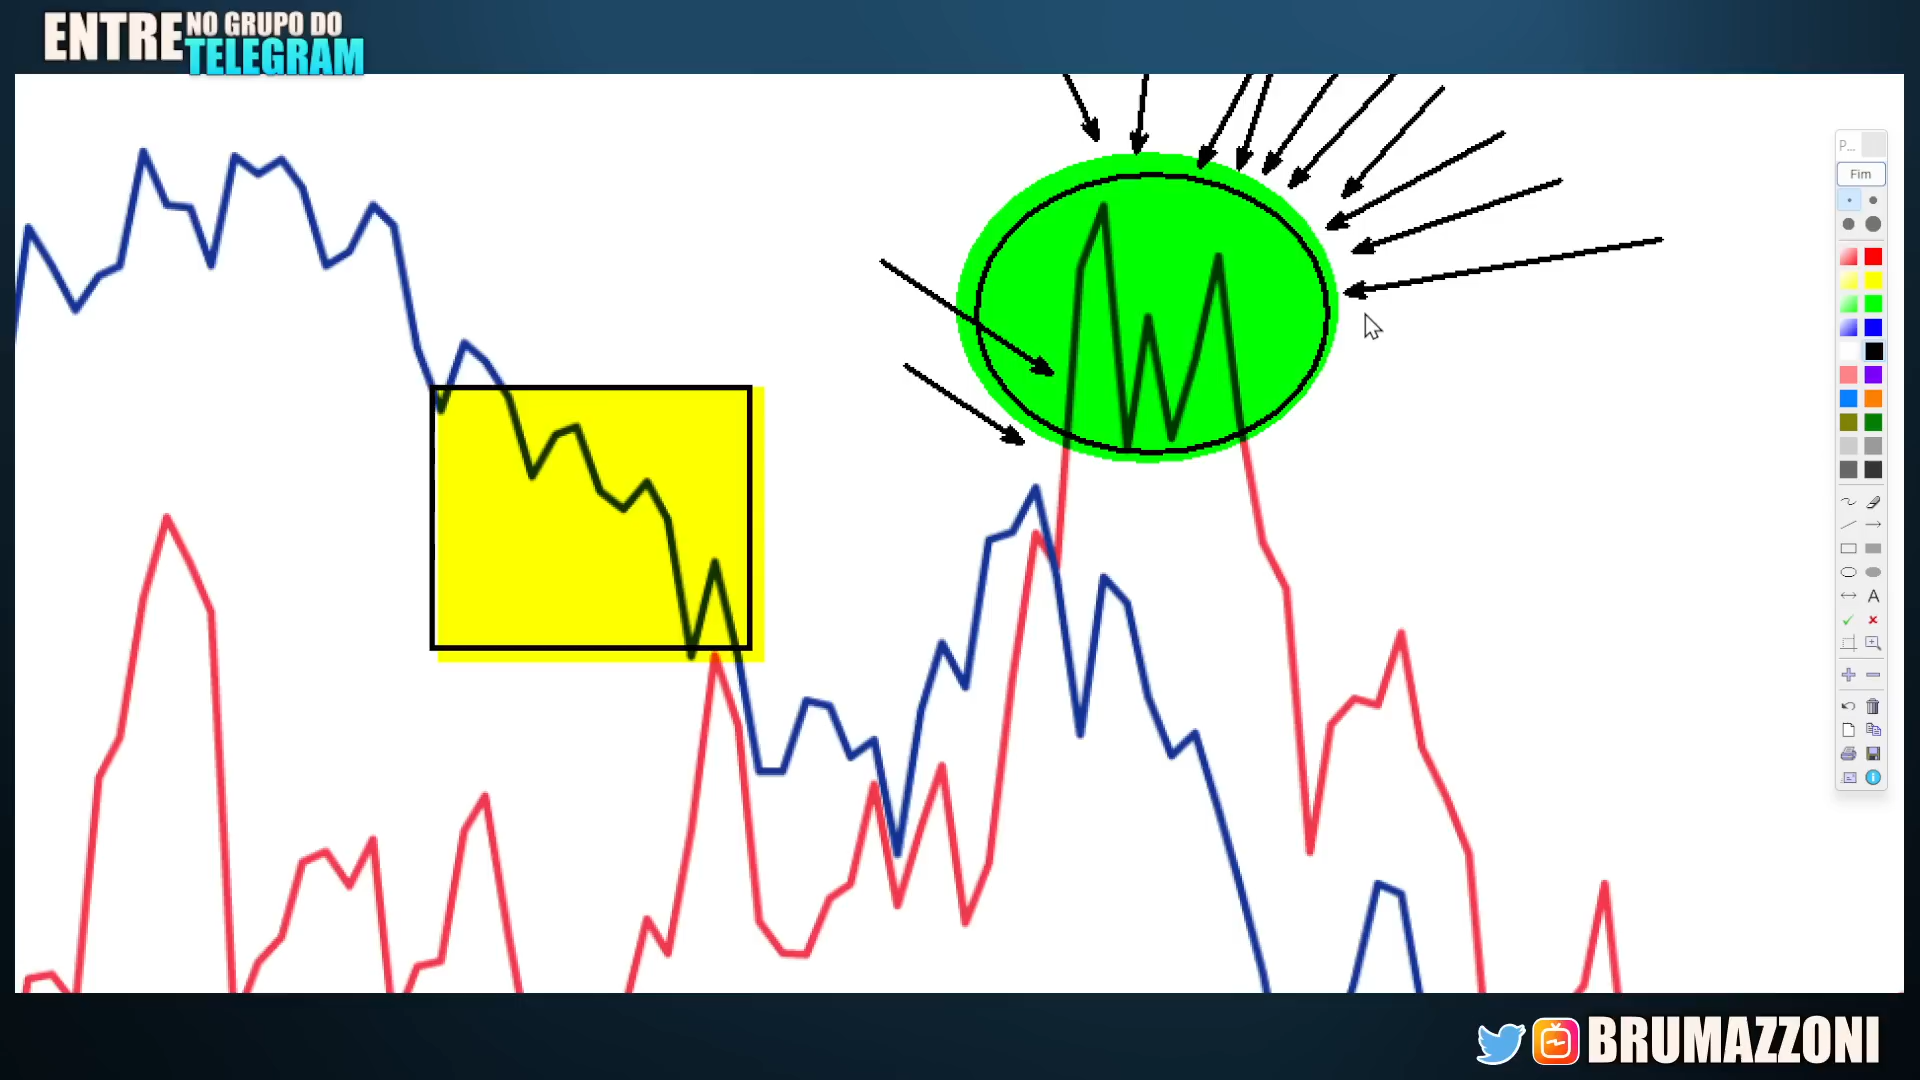 ENTRE NO GRUPO DO
TELEGRAM
P...
Fim
A
BRUMAZZONI